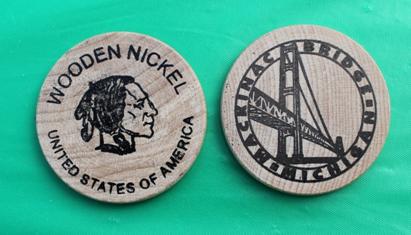 WOODEN NICKEL
UNITED STATES OF AMERICA
MACKINAC BRIDGE
MICHIGAN